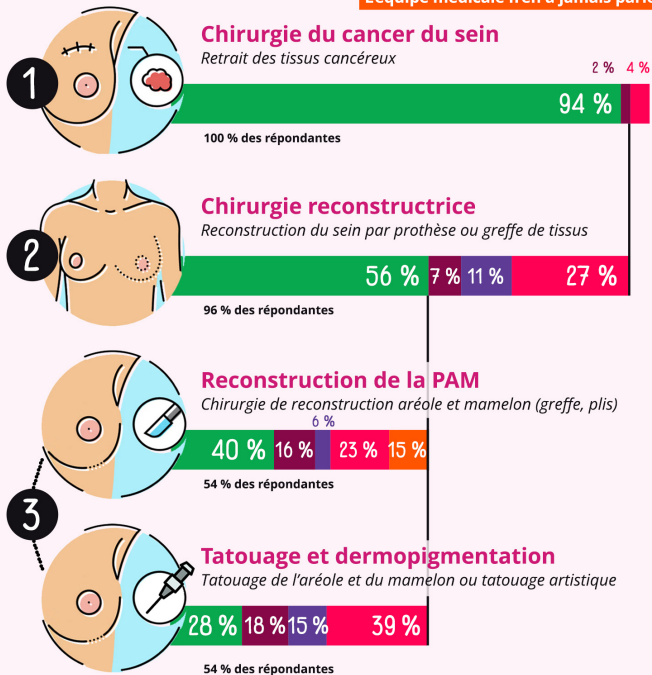 Chirurgie du cancer du sein
Retrait des tissus cancéreux
1
2 % 4 %
94 %
100 % des répondantes
Chirurgie reconstructrice
Reconstruction du sein par prothèse ou greffe de tissus
2
56 % 7 % 11 % 27 %
96 % des répondantes
Reconstruction de la PAM
Chirurgie de reconstruction aréole et mamelon (greffe, plis)
6 %
40 % 16 % 23 % 15 %
54 % des répondantes
3
Tatouage et dermopigmentation
Tatouage de l’aréole et du mamelon ou tatouage artistique
28 % 18 % 15 % 39 %
54 % des répondantes